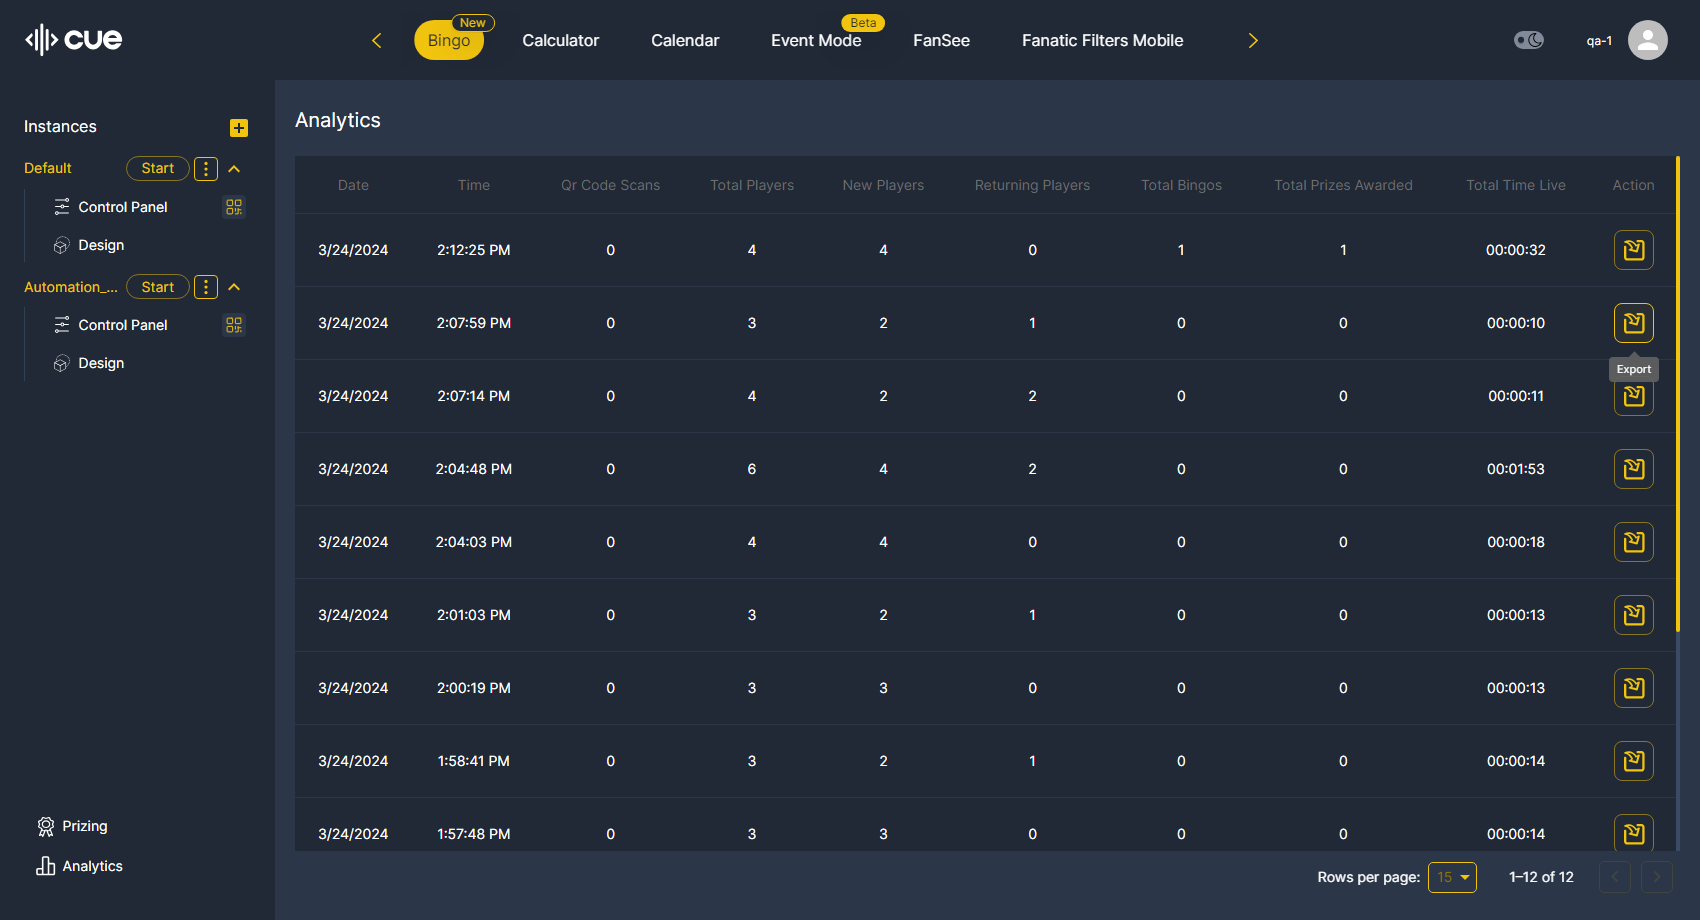 cue
Bingo
New
Calculator
Calendar
Event Mode
Beta
FanSee
Fanatic Filters Mobile
qa-1
Instances
Default
Start
Control Panel
Design
Automation_...
Start
Control Panel
Design
Prizing
Analytics
Analytics
Date Time Qr Code Scans Total Players New Players Returning Players Total Bingos Total Prizes Awarded Total Time Live Action
3/24/2024 2:12:25 PM 0 4 4 0 1 1 00:00:32
3/24/2024 2:07:59 PM 0 3 2 1 0 0 00:00:10
Export
3/24/2024 2:07:14 PM 0 4 2 2 0 0 00:00:11
3/24/2024 2:04:48 PM 0 6 4 2 0 0 00:01:53
3/24/2024 2:04:03 PM 0 4 4 0 0 0 00:00:18
3/24/2024 2:01:03 PM 0 3 2 1 0 0 00:00:13
3/24/2024 2:00:19 PM 0 3 3 0 0 0 00:00:13
3/24/2024 1:58:41 PM 0 3 2 1 0 0 00:00:14
3/24/2024 1:57:48 PM 0 3 3 0 0 0 00:00:14
Rows per page: 15 1–12 of 12